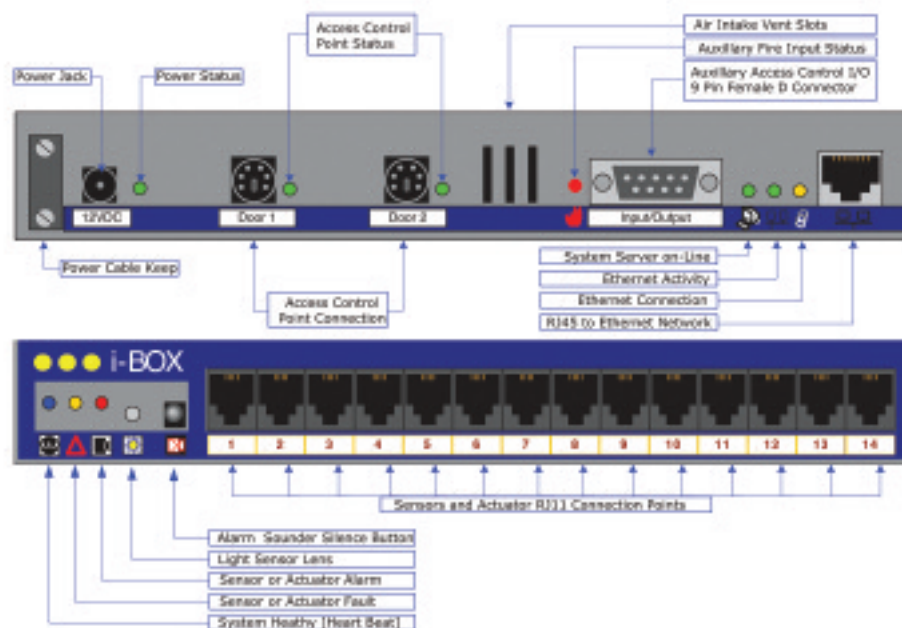 Access Control
Point Status
Air Intake Vent Slots
Auxillary Fire Input Status
Power Jack
Power Status
Auxillary Access Control I/O
9 Pin Female D Connector
12VDC
Door 1
Door 2
Input/Output
Power Cable Keep
Access Control
Point Connection
System Server on-Line
Ethernet Activity
Ethernet Connection
RJ45 to Ethernet Network
i-BOX
1 2 3 4 5 6 7 8 9 10 11 12 13 14
Sensors and Actuator RJ11 Connection Points
Alarm Sounder Silence Button
Light Sensor Lens
Sensor or Actuator Alarm
Sensor or Actuator Fault
System Heathy [Heart Beat]